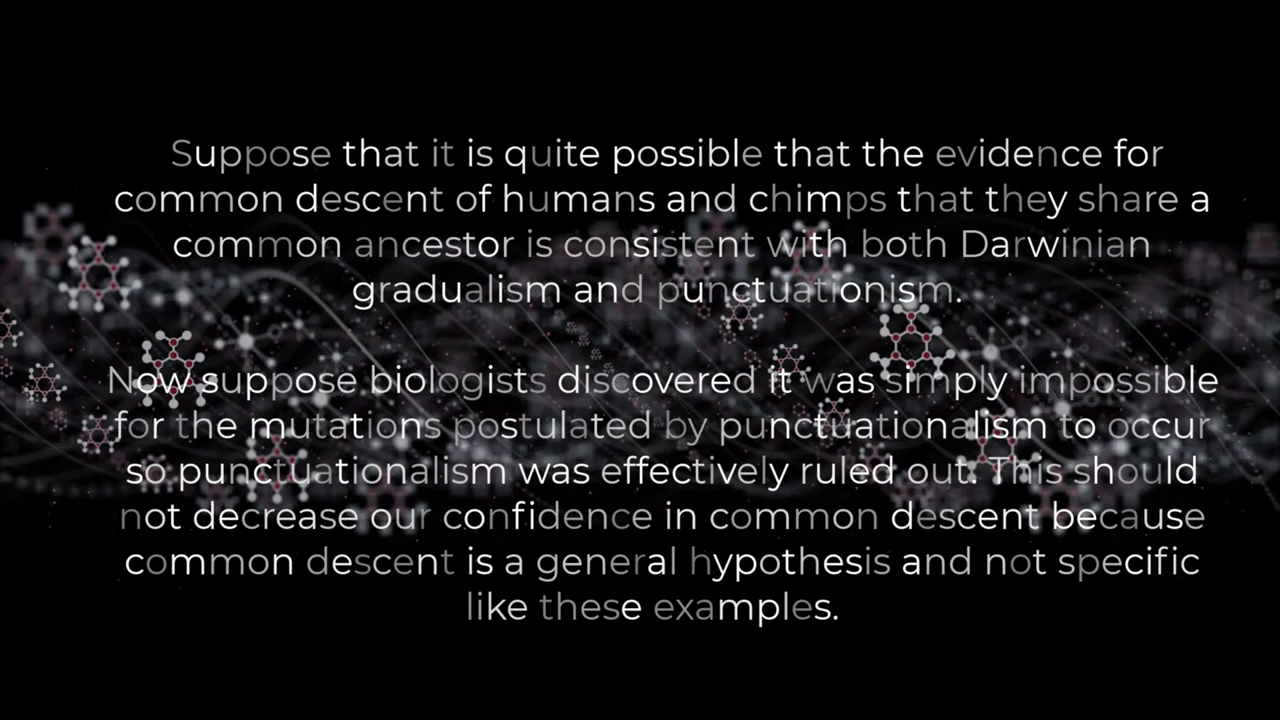 Suppose that it is quite possible that the evidence for
common descent of humans and chimps that they share a
common ancestor is consistent with both Darwinian
gradualism and punctuationism.
Now suppose biologists discovered it was simply impossible
for the mutations postulated by punctuationalism to occur
so punctuationalism was effectively ruled out. This should
not decrease our confidence in common descent because
common descent is a general hypothesis and not specific
like these examples.